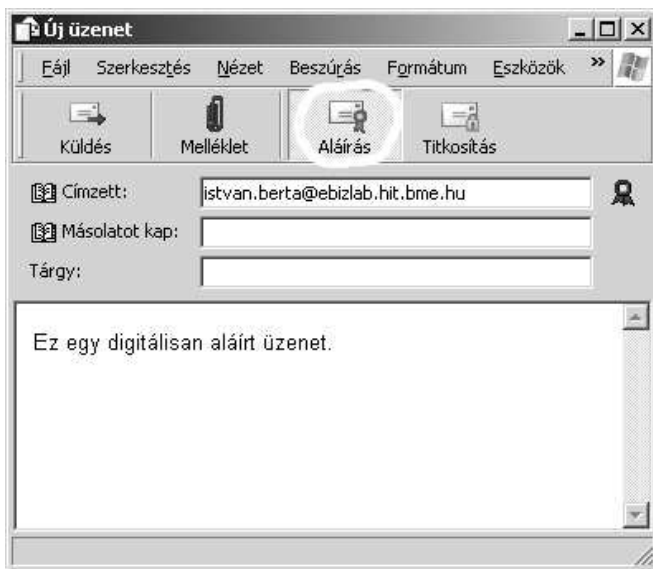 Új üzenet
Fájl Szerkesztés Nézet Beszúrás Formátum Eszközök »
Küldés Melléklet Aláírás Titkosítás
Címzett: istvan.berta@ebizlab.hit.bme.hu
Másolatot kap:
Tárgy:
Ez egy digitálisan aláírt üzenet.